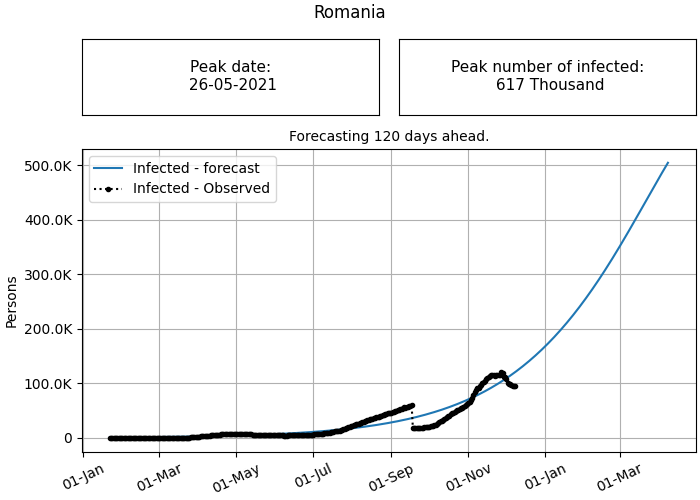 Romania
Peak date:
26-05-2021
Peak number of infected:
617 Thousand
Forecasting 120 days ahead.
Infected - forecast
Infected - Observed
500.0K
400.0K
300.0K
200.0K
100.0K
0
Persons
01-Jan
01-Mar
01-May
01-Jul
01-Sep
01-Nov
01-Jan
01-Mar